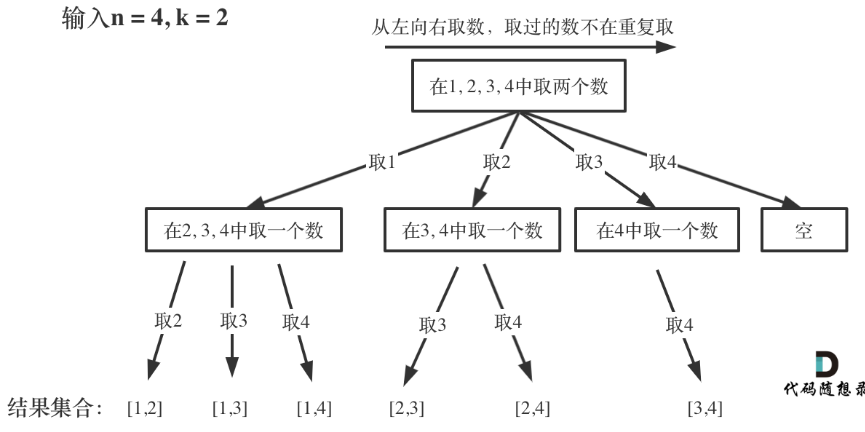 输入n = 4, k = 2
从左向右取数，取过的数不在重复取
在1, 2, 3, 4中取两个数
取1 取2 取3 取4
在2, 3, 4中取一个数 在3, 4中取一个数 在4中取一个数 空
取2 取3 取4 取3 取4 取4
代码随想录
结果集合： [1,2] [1,3] [1,4] [2,3] [2,4] [3,4]